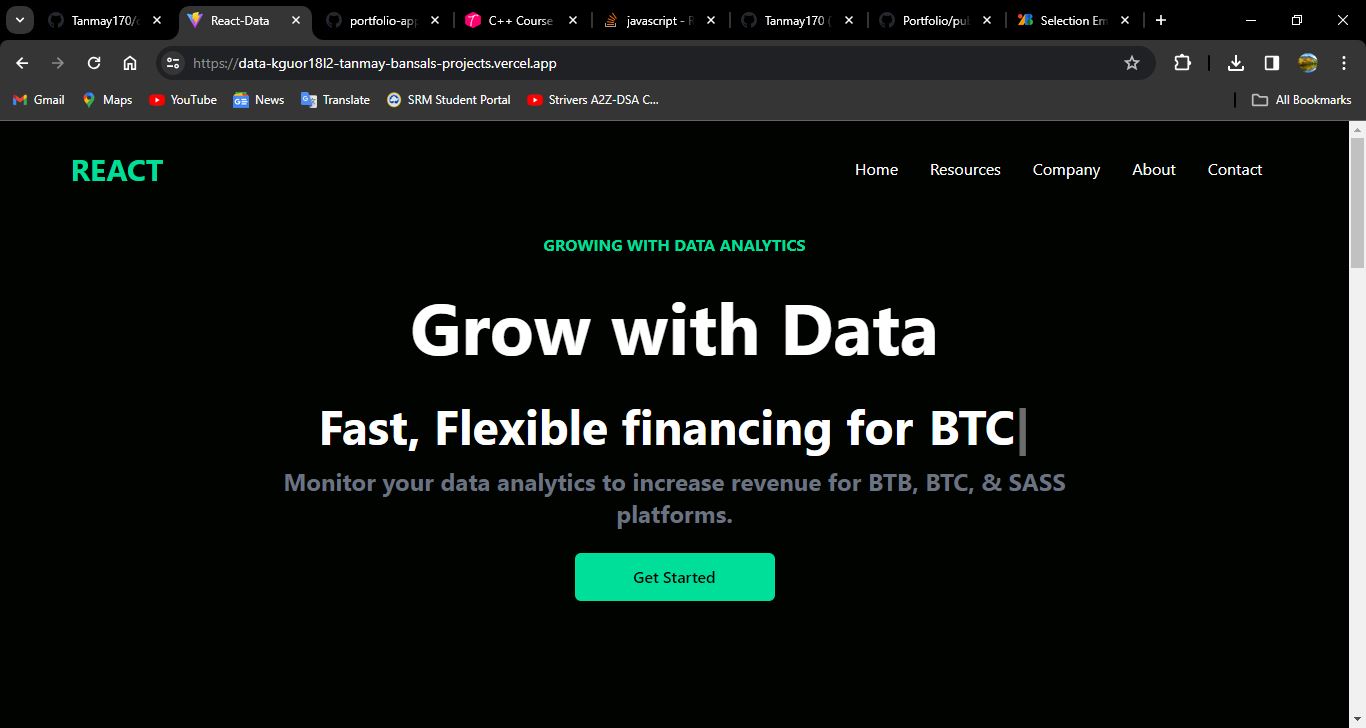 Tanmay170/
React-Data
portfolio-app
C++ Course
javascript - R
Tanmay170 (
Portfolio/pub
Selection Em
https://data-kguor18l2-tanmay-bansals-projects.vercel.app
Gmail
Maps
YouTube
News
Translate
SRM Student Portal
Strivers A2Z-DSA C...
All Bookmarks
REACT
Home
Resources
Company
About
Contact
GROWING WITH DATA ANALYTICS
Grow with Data
Fast, Flexible financing for BTC|
Monitor your data analytics to increase revenue for BTB, BTC, & SASS
platforms.
Get Started